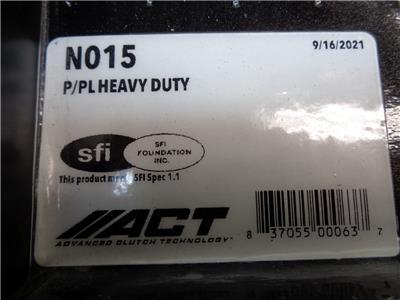 N015
9/16/2021
P/PL HEAVY DUTY
sfi
SFI
FOUNDATION
INC.
This product meets SFI Spec 1.1
ACT
ADVANCED CLUTCH TECHNOLOGY
8 37055 00063 7